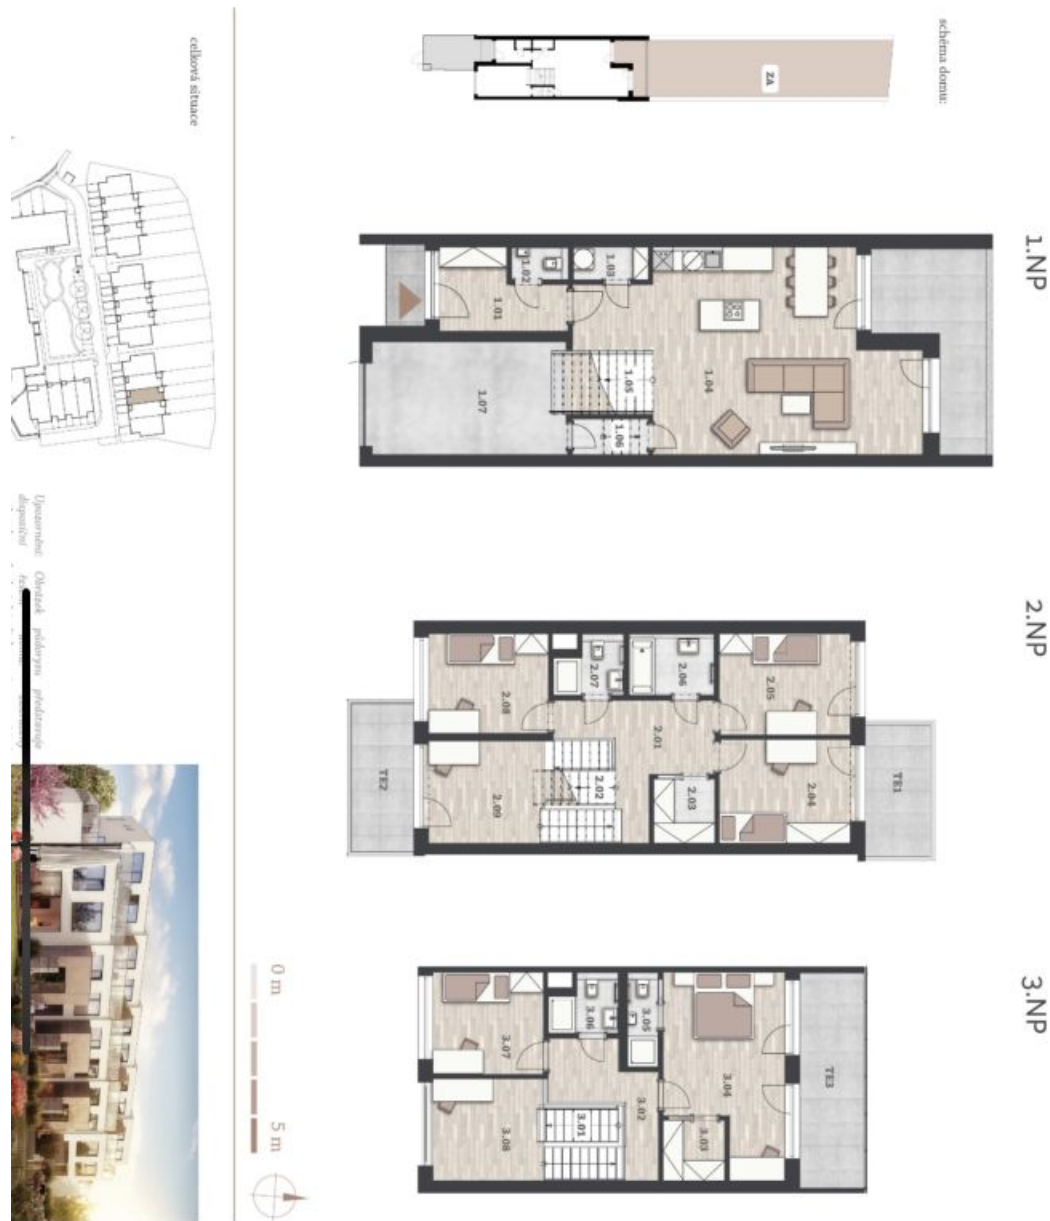 schéma domu:
ZA
celková situace
1.NP
1.01
1.02
1.03
1.04
1.05
1.06
1.07
2.NP
2.01
2.02
2.03
2.04
2.05
2.06
2.07
2.08
2.09
TE1
TE2
3.NP
3.01
3.02
3.03
3.04
3.05
3.06
3.07
3.08
TE3
0 m
5 m
Upozornění: Obrázek půdorysu představuje
dispoziční